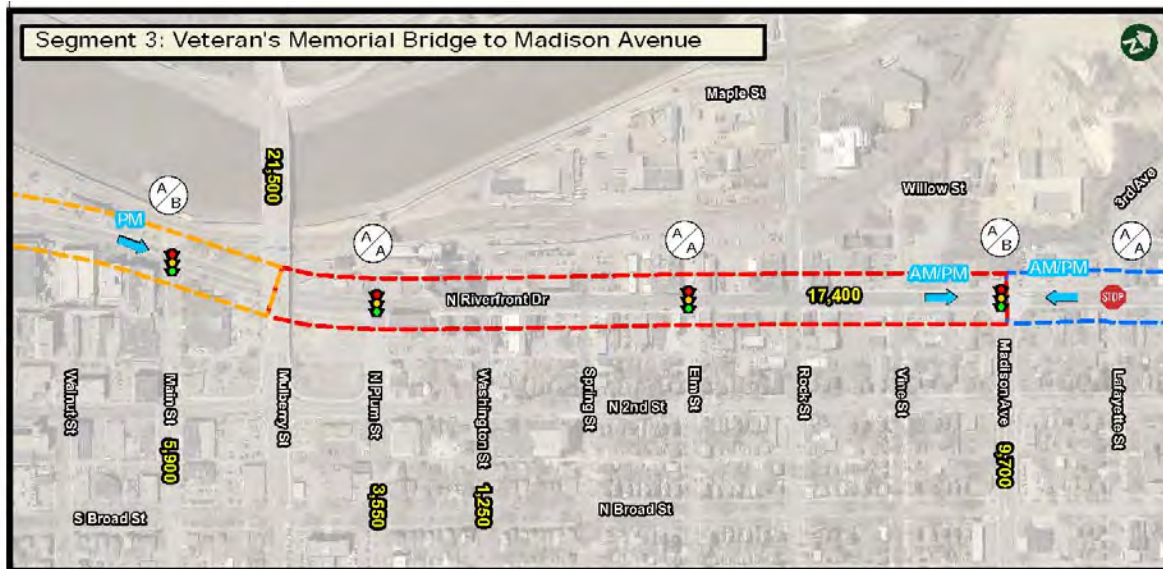 Segment 3: Veteran's Memorial Bridge to Madison Avenue
N
Maple St
21,500
Willow St
3rd Ave
A/B
A/A
A/A
A/B
A/A
PM
AM/PM
AM/PM
N Riverfront Dr
17,400
STOP
Walnut St
Main St
Mulberry St
N Plum St
Washington St
Spring St
Elm St
Rock St
Vine St
Madison Ave
Lafayette St
N 2nd St
5,900
9,700
3,550
1,250
S Broad St
N Broad St